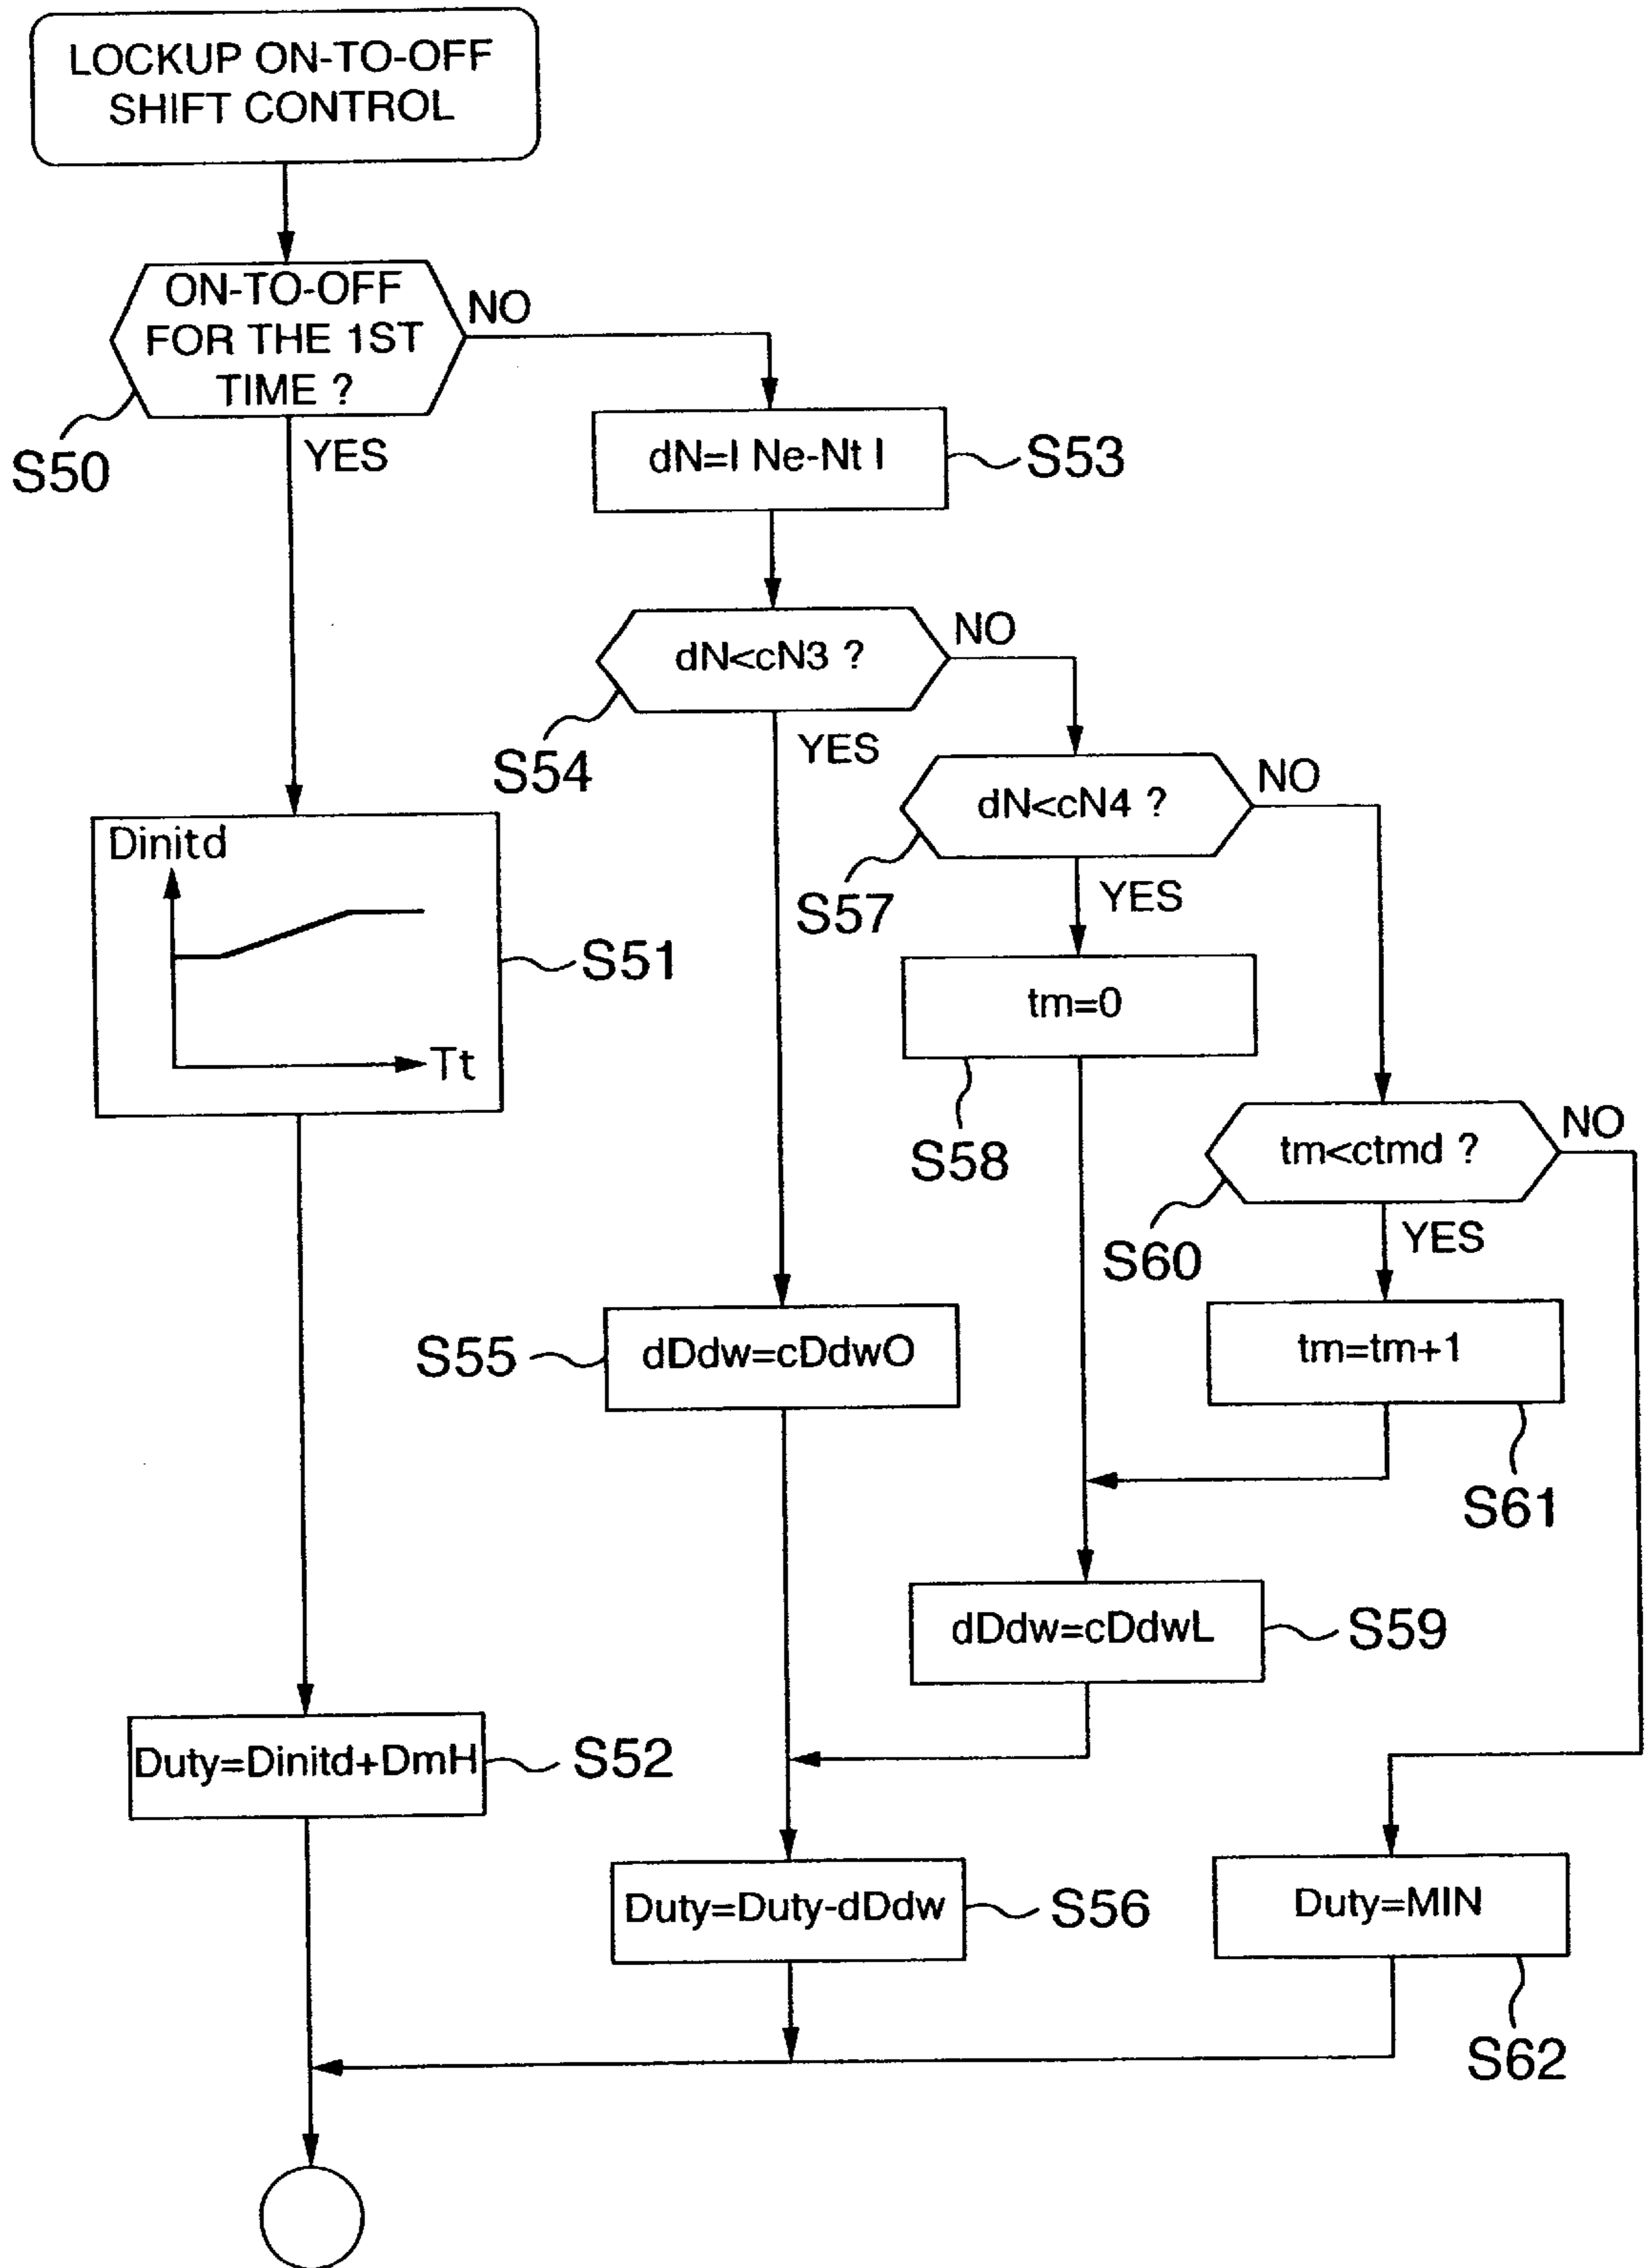 LOCKUP ON-TO-OFF
SHIFT CONTROL
ON-TO-OFF
FOR THE 1ST
TIME ?
NO
S50
YES
dN=I Ne-Nt I
S53
dN<cN3 ?
NO
S54
YES
dN<cN4 ?
NO
S57
YES
Dinitd
Tt
S51
tm=0
S58
tm<ctmd ?
NO
S60
YES
tm=tm+1
S61
S55
dDdw=cDdwO
dDdw=cDdwL
S59
Duty=Dinitd+DmH
S52
Duty=Duty-dDdw
S56
Duty=MIN
S62